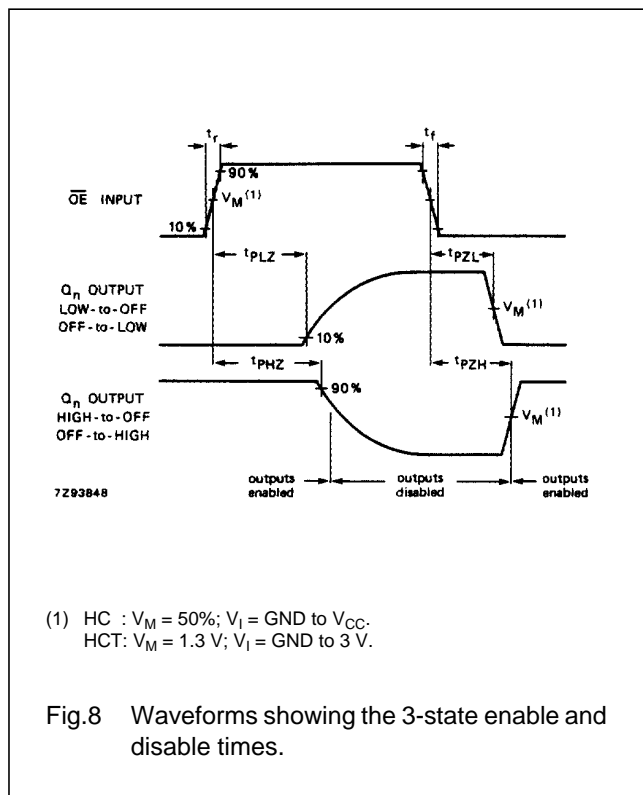 tr
tf
90%
OE INPUT
VM(1)
10%
tPLZ
tPZL
Qn OUTPUT
LOW-to-OFF
OFF-to-LOW
VM(1)
10%
tPHZ
tPZH
90%
Qn OUTPUT
HIGH-to-OFF
OFF-to-HIGH
VM(1)
outputs enabled
outputs disabled
outputs enabled
7Z93848
(1) HC : VM = 50%; VI = GND to VCC.
HCT: VM = 1.3 V; VI = GND to 3 V.
Fig.8 Waveforms showing the 3-state enable and
disable times.